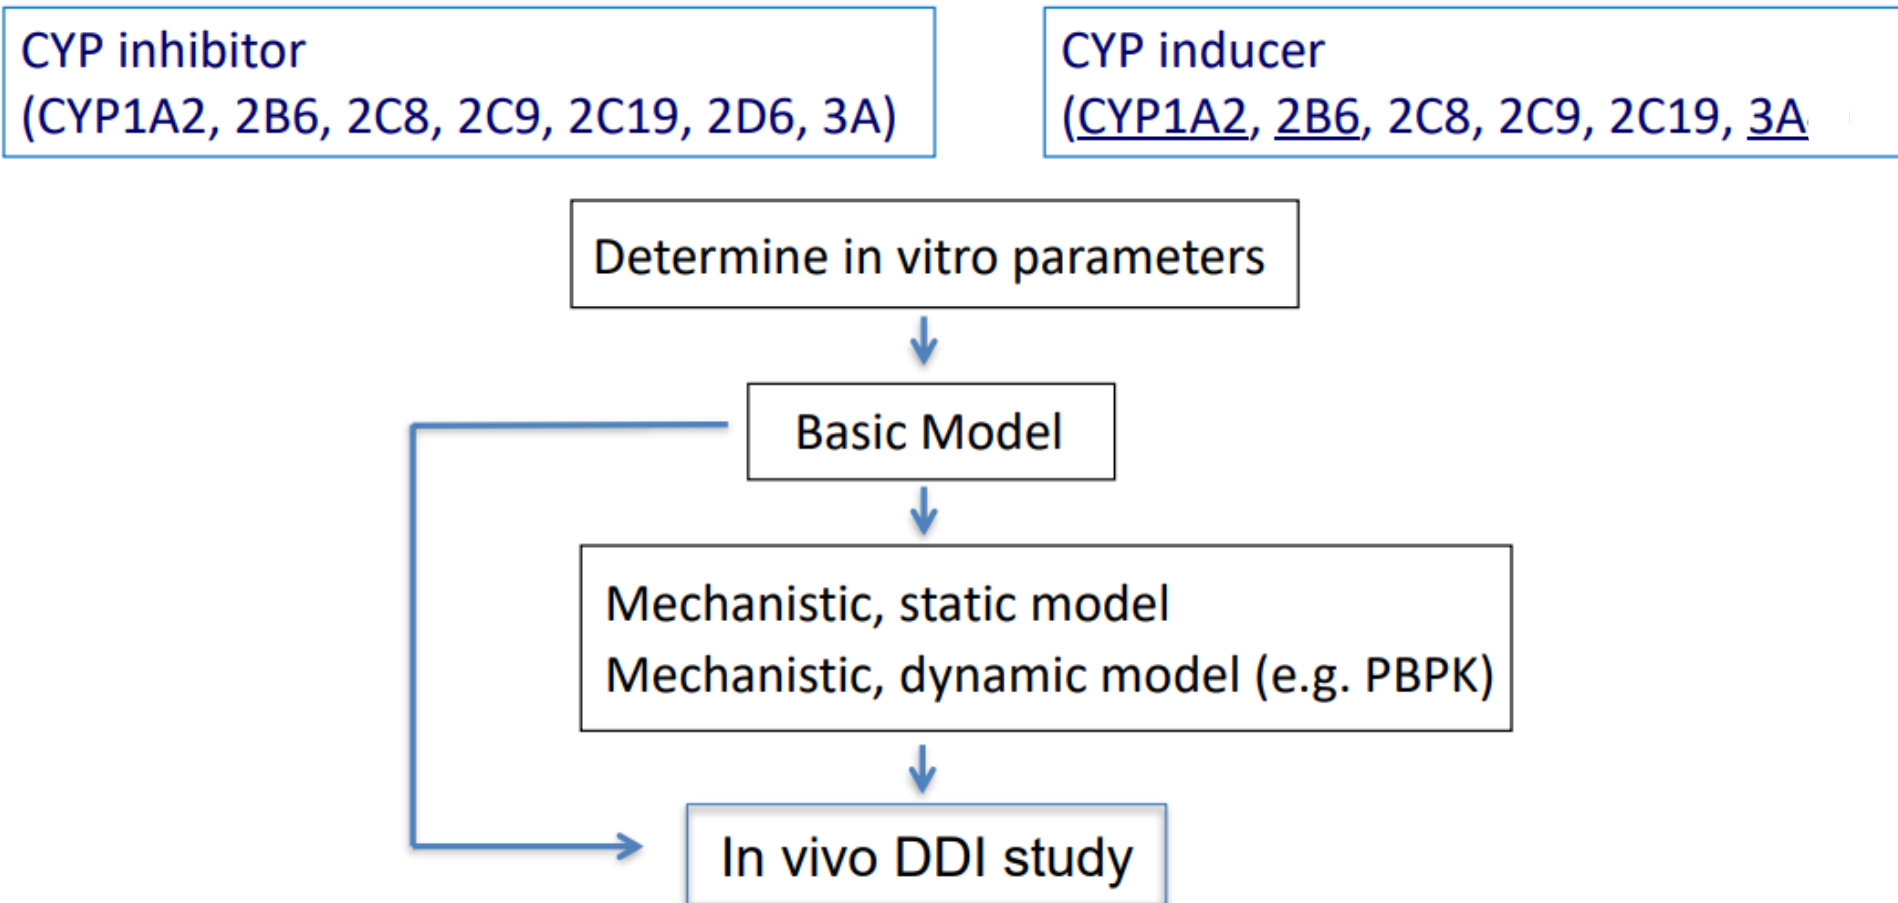 CYP inhibitor
(CYP1A2, 2B6, 2C8, 2C9, 2C19, 2D6, 3A)
CYP inducer
(CYP1A2, 2B6, 2C8, 2C9, 2C19, 3A
Determine in vitro parameters
Basic Model
Mechanistic, static model
Mechanistic, dynamic model (e.g. PBPK)
In vivo DDI study